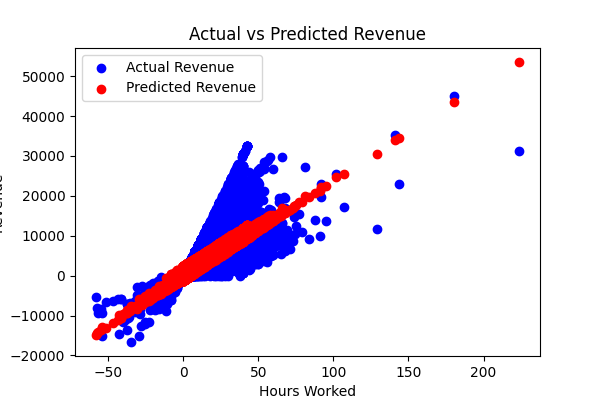 Actual vs Predicted Revenue
Actual Revenue
Predicted Revenue
50000
40000
30000
20000
10000
0
−10000
−20000
Revenue
−50
0
50
100
150
200
Hours Worked